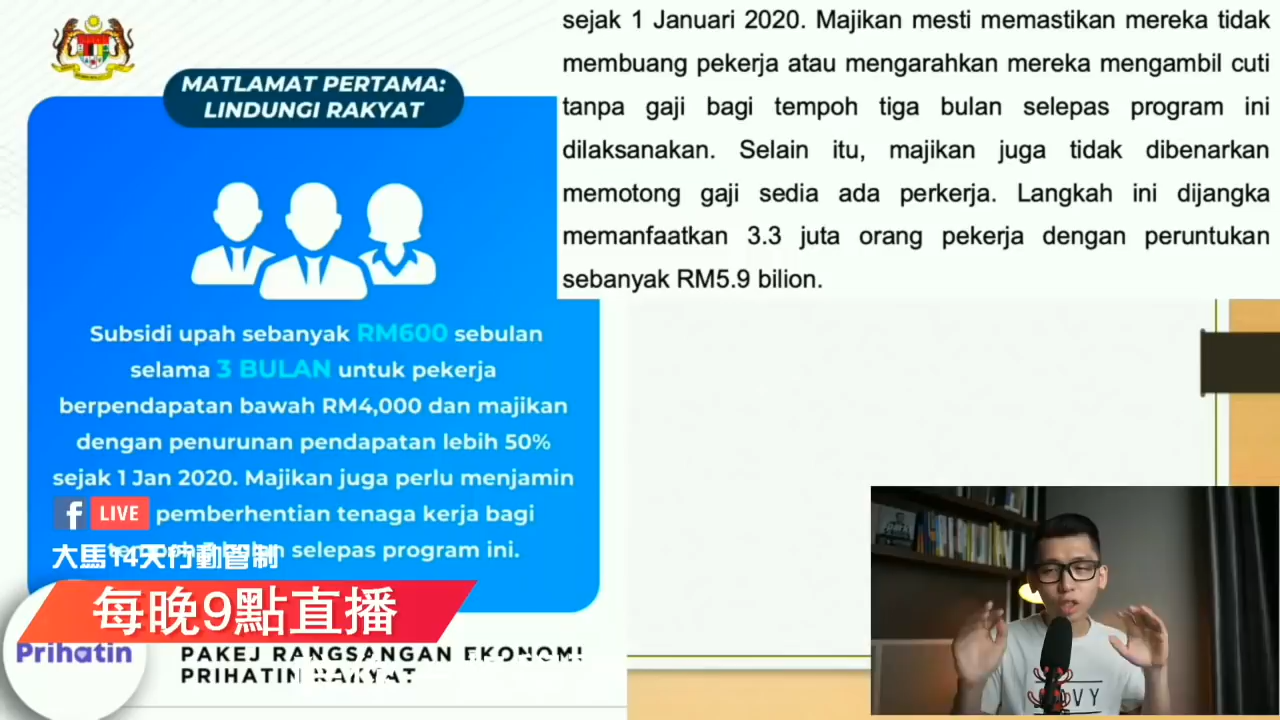 MATLAMAT PERTAMA:
LINDUNGI RAKYAT
Subsidi upah sebanyak RM600 sebulan
selama 3 BULAN untuk pekerja
berpendapatan bawah RM4,000 dan majikan
dengan penurunan pendapatan lebih 50%
sejak 1 Jan 2020. Majikan juga perlu menjamin
pemberhentian tenaga kerja bagi
selepas program ini.
sejak 1 Januari 2020. Majikan mesti memastikan mereka tidak
membuang pekerja atau mengarahkan mereka mengambil cuti
tanpa gaji bagi tempoh tiga bulan selepas program ini
dilaksanakan. Selain itu, majikan juga tidak dibenarkan
memotong gaji sedia ada perkerja. Langkah ini dijangka
memanfaatkan 3.3 juta orang pekerja dengan peruntukan
sebanyak RM5.9 bilion.
f LIVE
大馬14天行動管制
每晚9點直播
Prihatin
PAKEJ RANGSANGAN EKONOMI
PRIHATIN RAKYAT